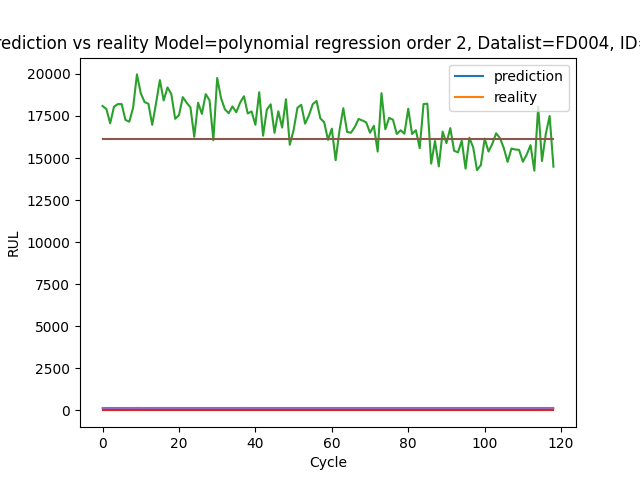 rediction vs reality Model=polynomial regression order 2, Datalist=FD004, ID=
prediction
reality
20000
17500
15000
12500
10000
7500
5000
2500
0
RUL
0 20 40 60 80 100 120
Cycle